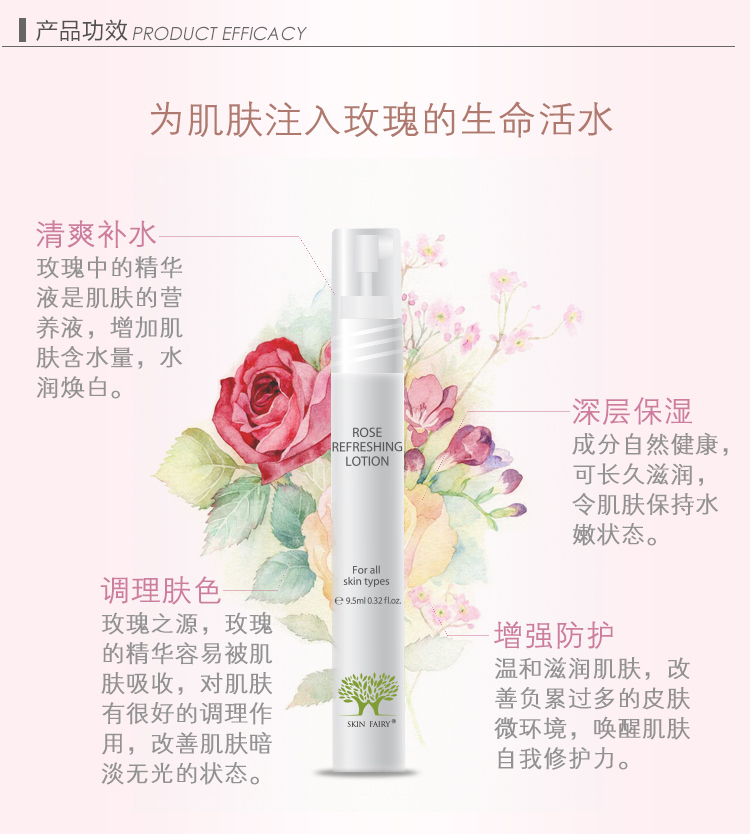 产品功效 PRODUCT EFFICACY
为肌肤注入玫瑰的生命活水
清爽补水
玫瑰中的精华
液是肌肤的营
养液，增加肌
肤含水量，水
润焕白。
ROSE
REFRESHING
LOTION
深层保湿
成分自然健康，
可长久滋润，
令肌肤保持水
嫩状态。
For all
skin types
℮ 9.5ml 0.32 fl.oz.
调理肤色
玫瑰之源，玫瑰
的精华容易被肌
肤吸收，对肌肤
有很好的调理作
用，改善肌肤暗
淡无光的状态。
增强防护
温和滋润肌肤，改
善负累过多的皮肤
微环境，唤醒肌肤
自我修护力。
SKIN FAIRY®